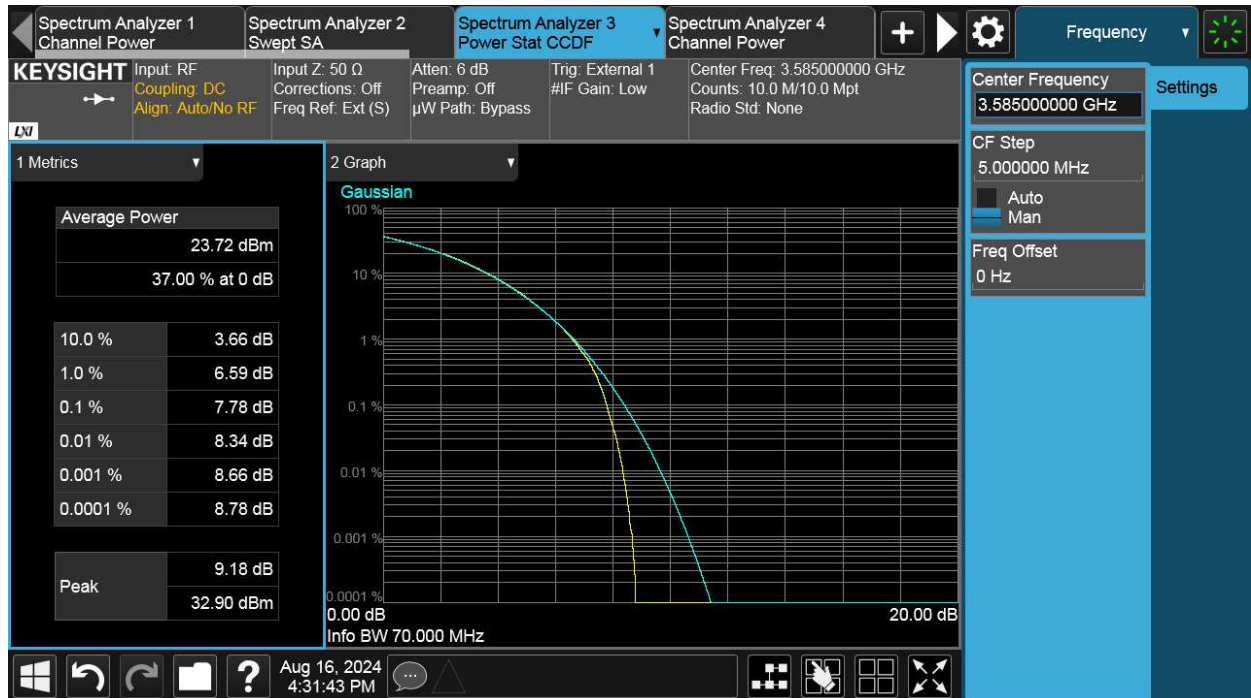 Spectrum Analyzer 1
Channel Power
Spectrum Analyzer 2
Swept SA
Spectrum Analyzer 3
Power Stat CCDF
Spectrum Analyzer 4
Channel Power
Frequency
KEYSIGHT
LXI
Input: RF
Coupling: DC
Align: Auto/No RF
Input Z: 50 Ω
Corrections: Off
Freq Ref: Ext (S)
Atten: 6 dB
Preamp: Off
µW Path: Bypass
Trig: External 1
#IF Gain: Low
Center Freq: 3.585000000 GHz
Counts: 10.0 M/10.0 Mpt
Radio Std: None
Center Frequency
3.585000000 GHz
Settings
CF Step
5.000000 MHz
Auto
Man
Freq Offset
0 Hz
1 Metrics
Average Power
23.72 dBm
37.00 % at 0 dB
10.0 % 3.66 dB
1.0 % 6.59 dB
0.1 % 7.78 dB
0.01 % 8.34 dB
0.001 % 8.66 dB
0.0001 % 8.78 dB
Peak
9.18 dB
32.90 dBm
2 Graph
Gaussian
100 %
10 %
1 %
0.1 %
0.01 %
0.001 %
0.0001 %
0.00 dB 20.00 dB
Info BW 70.000 MHz
?
Aug 16, 2024
4:31:43 PM